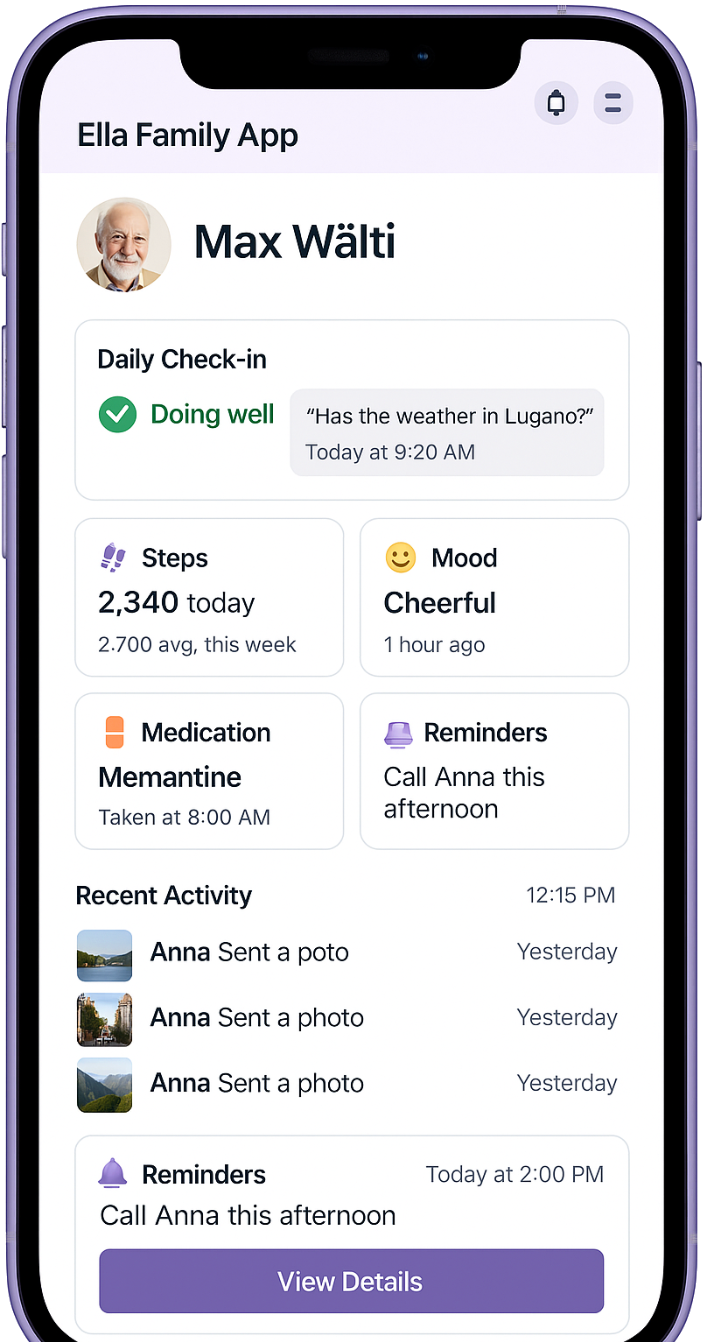 Ella Family App
Max Wälti
Daily Check-in
Doing well
“Has the weather in Lugano?”
Today at 9:20 AM
Steps
2,340 today
2.700 avg, this week
Mood
Cheerful
1 hour ago
Medication
Memantine
Taken at 8:00 AM
Reminders
Call Anna this
afternoon
Recent Activity 12:15 PM
Anna Sent a poto Yesterday
Anna Sent a photo Yesterday
Anna Sent a photo Yesterday
Reminders Today at 2:00 PM
Call Anna this afternoon
View Details